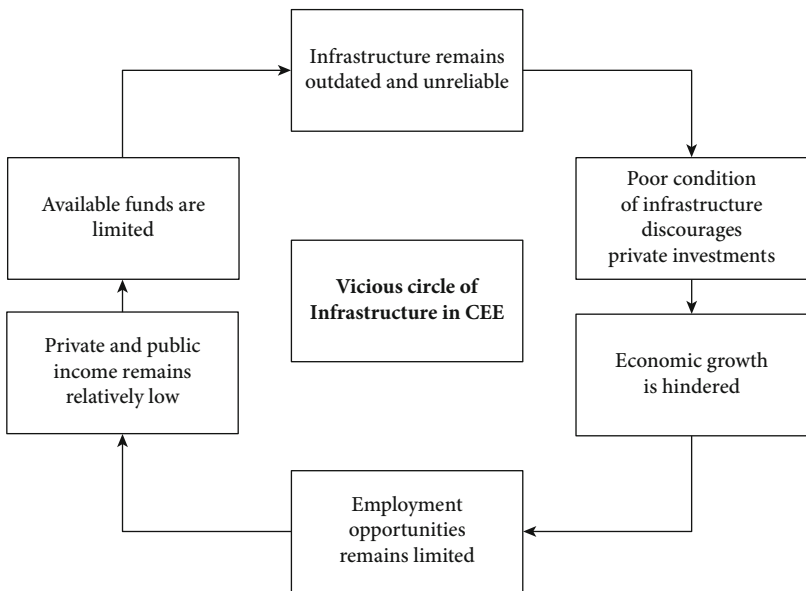 Infrastructure remains
outdated and unreliable
Poor condition
of infrastructure
discourages
private investments
Economic growth
is hindered
Employment
opportunities
remains limited
Private and public
income remains
relatively low
Available funds are
limited
Vicious circle of
Infrastructure in CEE